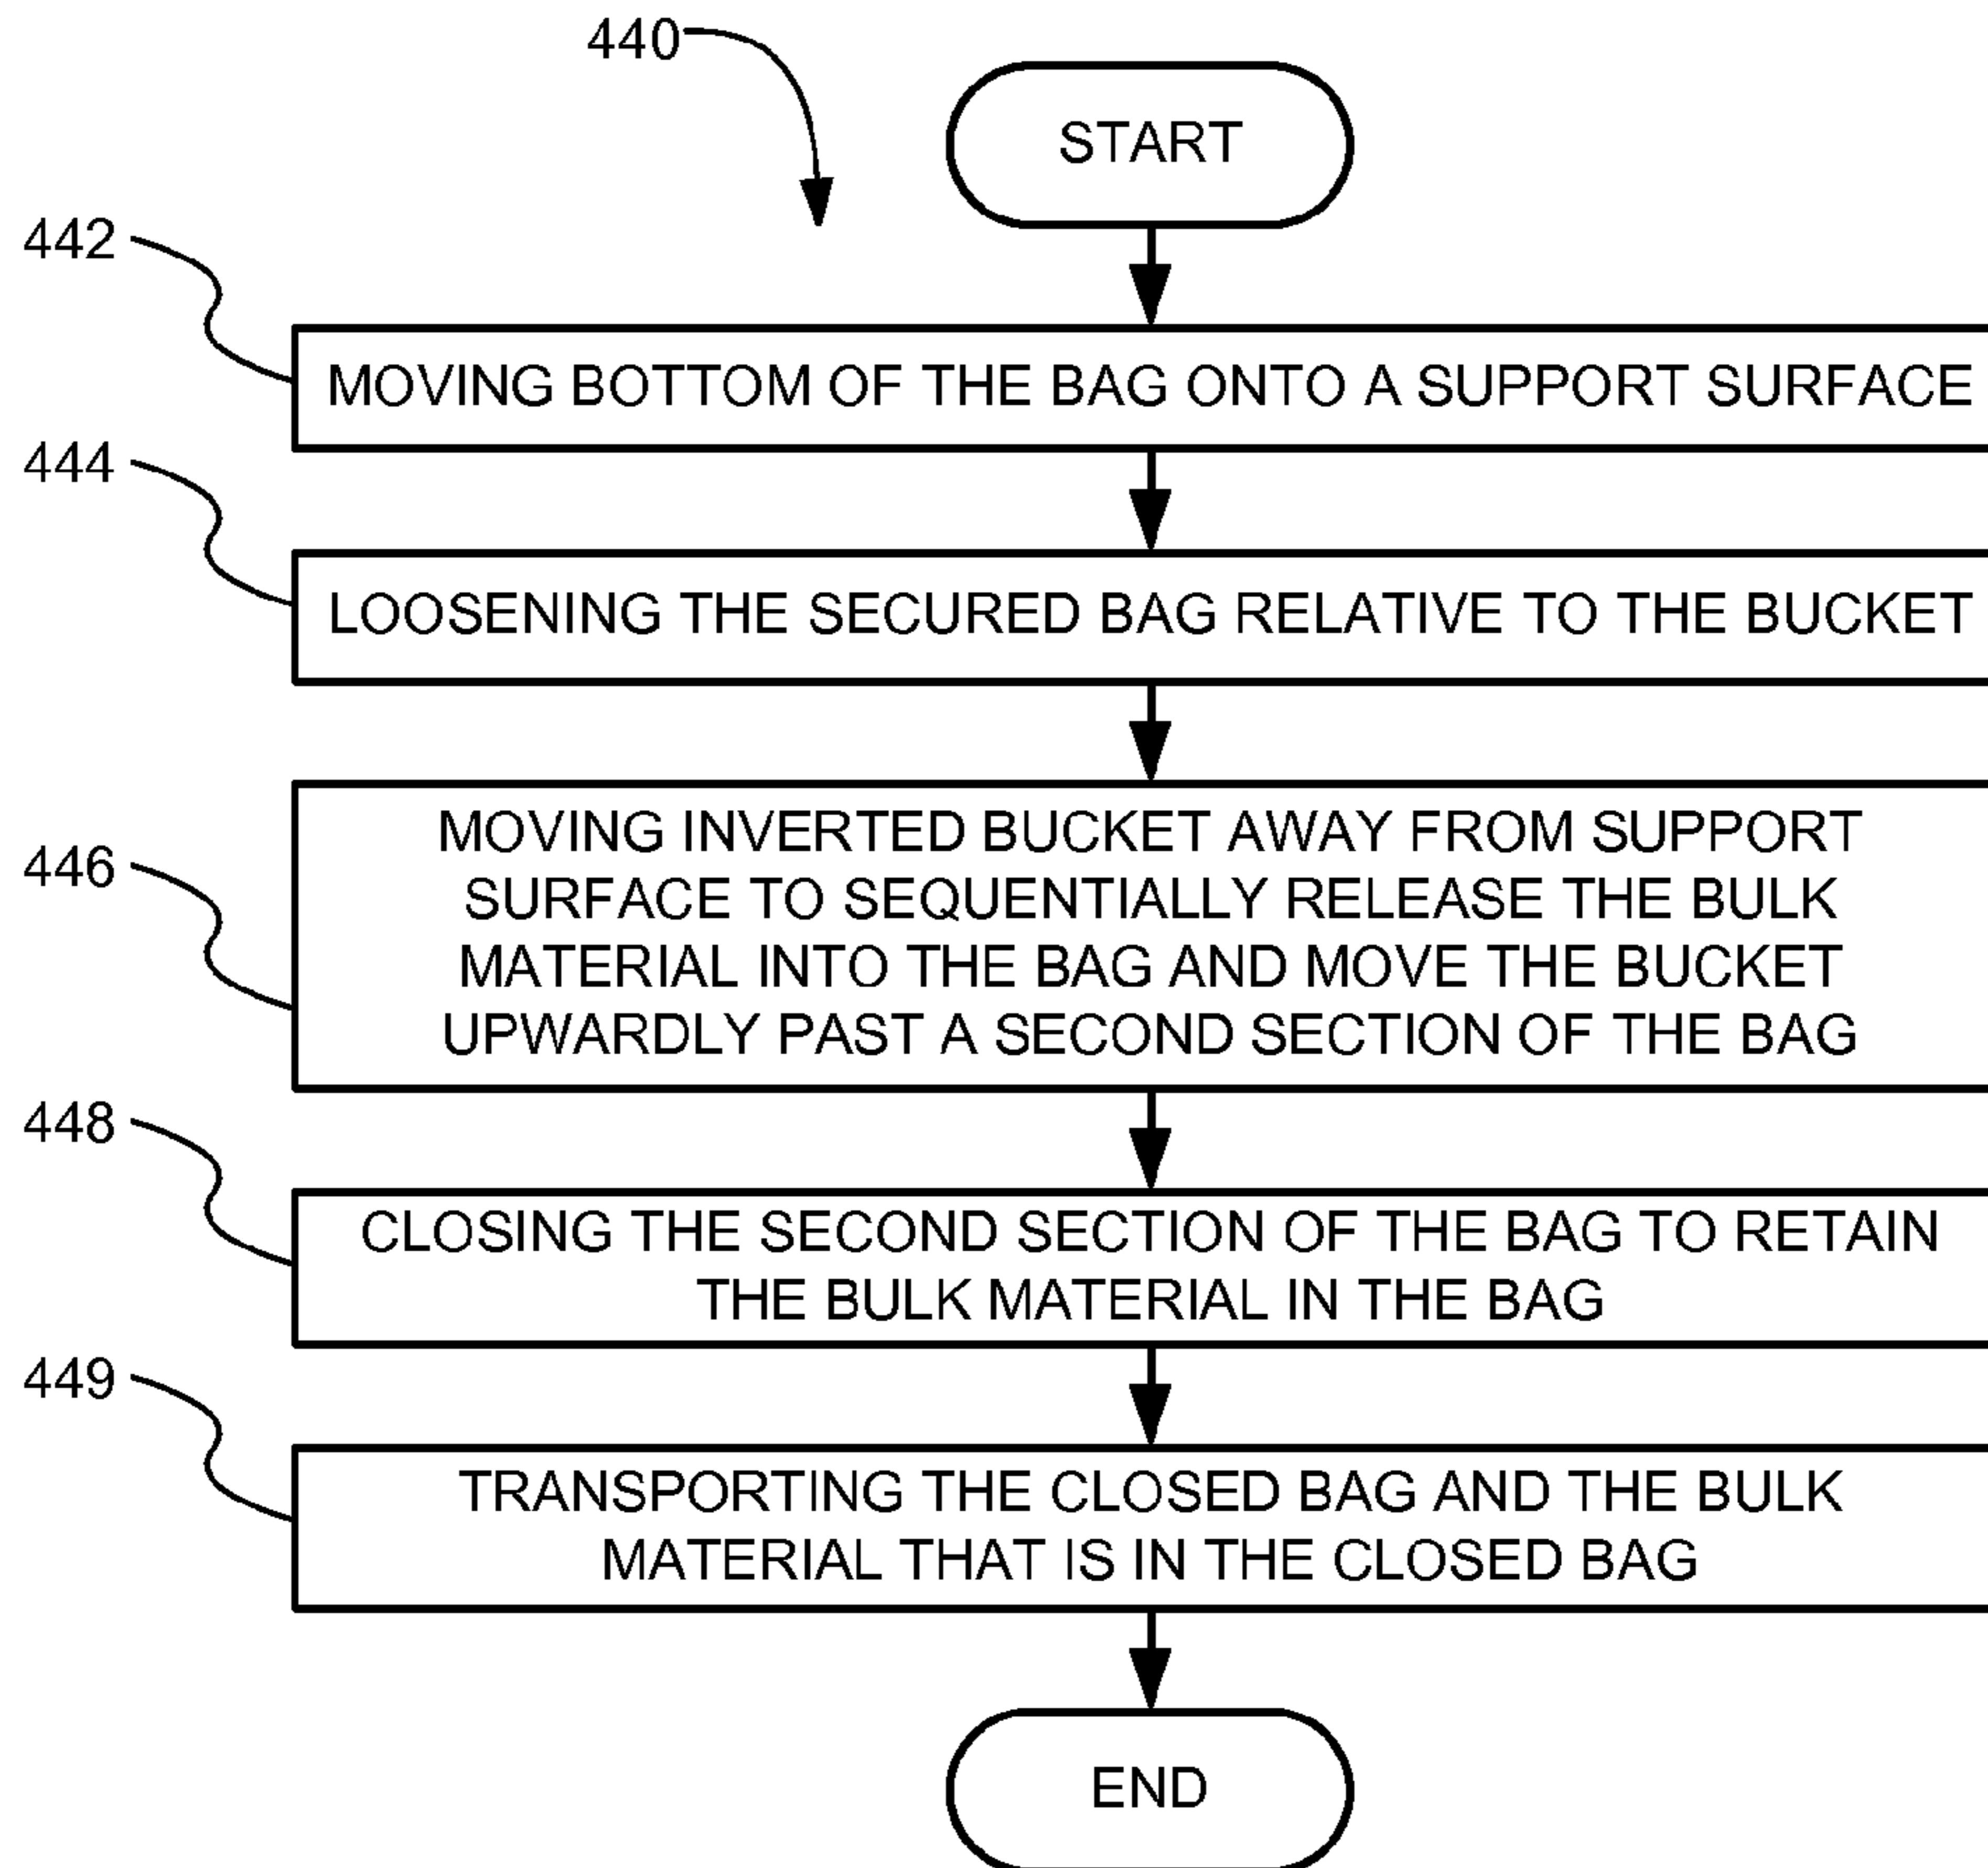 440
START
442
MOVING BOTTOM OF THE BAG ONTO A SUPPORT SURFACE
444
LOOSENING THE SECURED BAG RELATIVE TO THE BUCKET
446
MOVING INVERTED BUCKET AWAY FROM SUPPORT
SURFACE TO SEQUENTIALLY RELEASE THE BULK
MATERIAL INTO THE BAG AND MOVE THE BUCKET
UPWARDLY PAST A SECOND SECTION OF THE BAG
448
CLOSING THE SECOND SECTION OF THE BAG TO RETAIN
THE BULK MATERIAL IN THE BAG
449
TRANSPORTING THE CLOSED BAG AND THE BULK
MATERIAL THAT IS IN THE CLOSED BAG
END